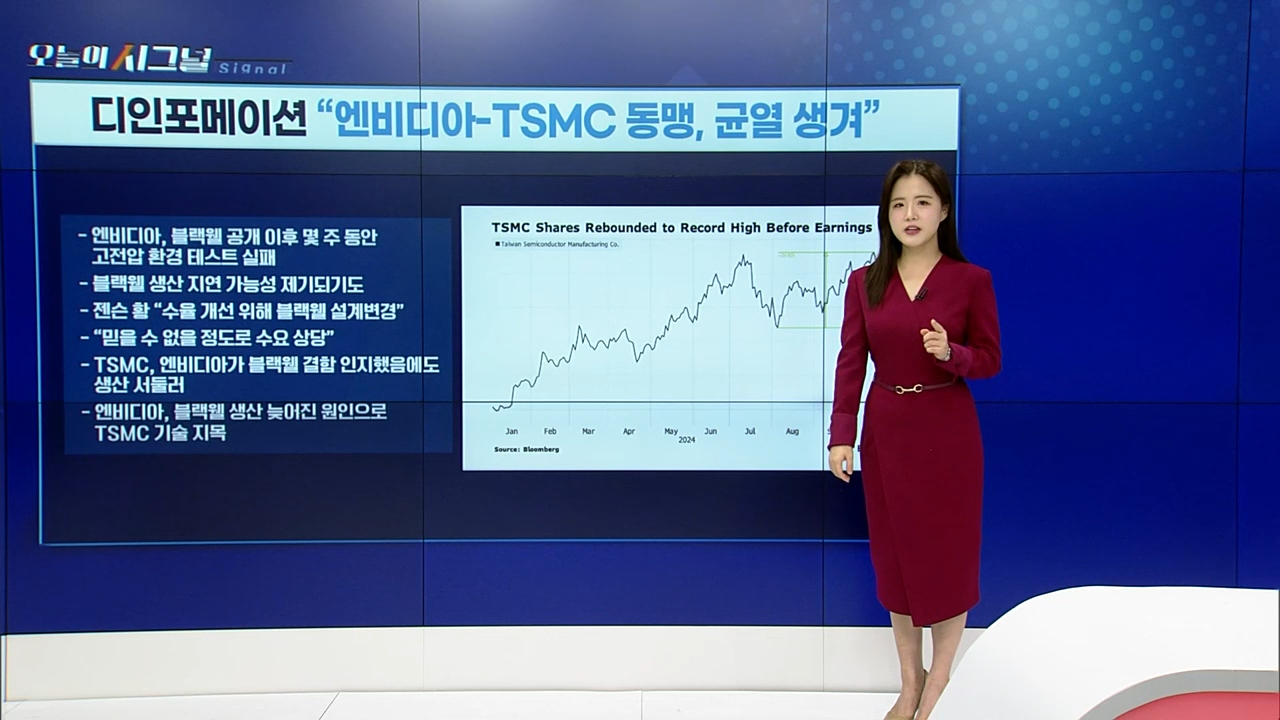 오늘의 시그널 Signal
디인포메이션 “엔비디아-TSMC 동맹, 균열 생겨”
- 엔비디아, 블랙웰 공개 이후 몇 주 동안
고전압 환경 테스트 실패
- 블랙웰 생산 지연 가능성 제기되기도
- 젠슨 황 “수율 개선 위해 블랙웰 설계변경”
- “믿을 수 없을 정도로 수요 상당”
- TSMC, 엔비디아가 블랙웰 결함 인지했음에도
생산 서둘러
- 엔비디아, 블랙웰 생산 늦어진 원인으로
TSMC 기술 지목
TSMC Shares Rebounded to Record High Before Earnings
■ Taiwan Semiconductor Manufacturing Co.
Jan Feb Mar Apr May Jun Jul Aug
2024
Source: Bloomberg